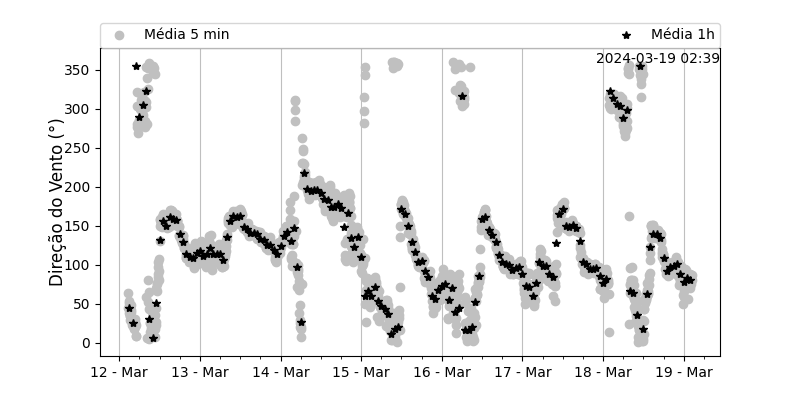 Média 5 min
Média 1h
2024-03-19 02:39
Direção do Vento (°)
350
300
250
200
150
100
50
0
12 - Mar
13 - Mar
14 - Mar
15 - Mar
16 - Mar
17 - Mar
18 - Mar
19 - Mar